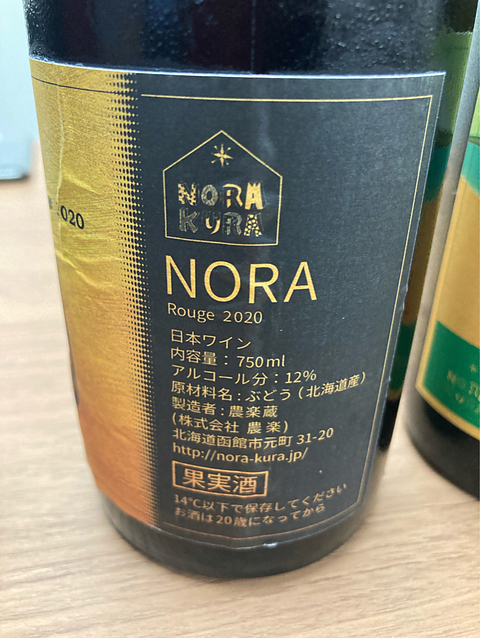 2020
NORA
KURA
NORA
Rouge 2020
日本ワイン
内容量：750ml
アルコール分：12%
原材料名：ぶどう（北海道産）
製造者：農楽蔵
(株式会社 農楽)
北海道函館市元町 31-20
http://nora-kura.jp/
果実酒
14℃以下で保存してください
お酒は20歳になってから